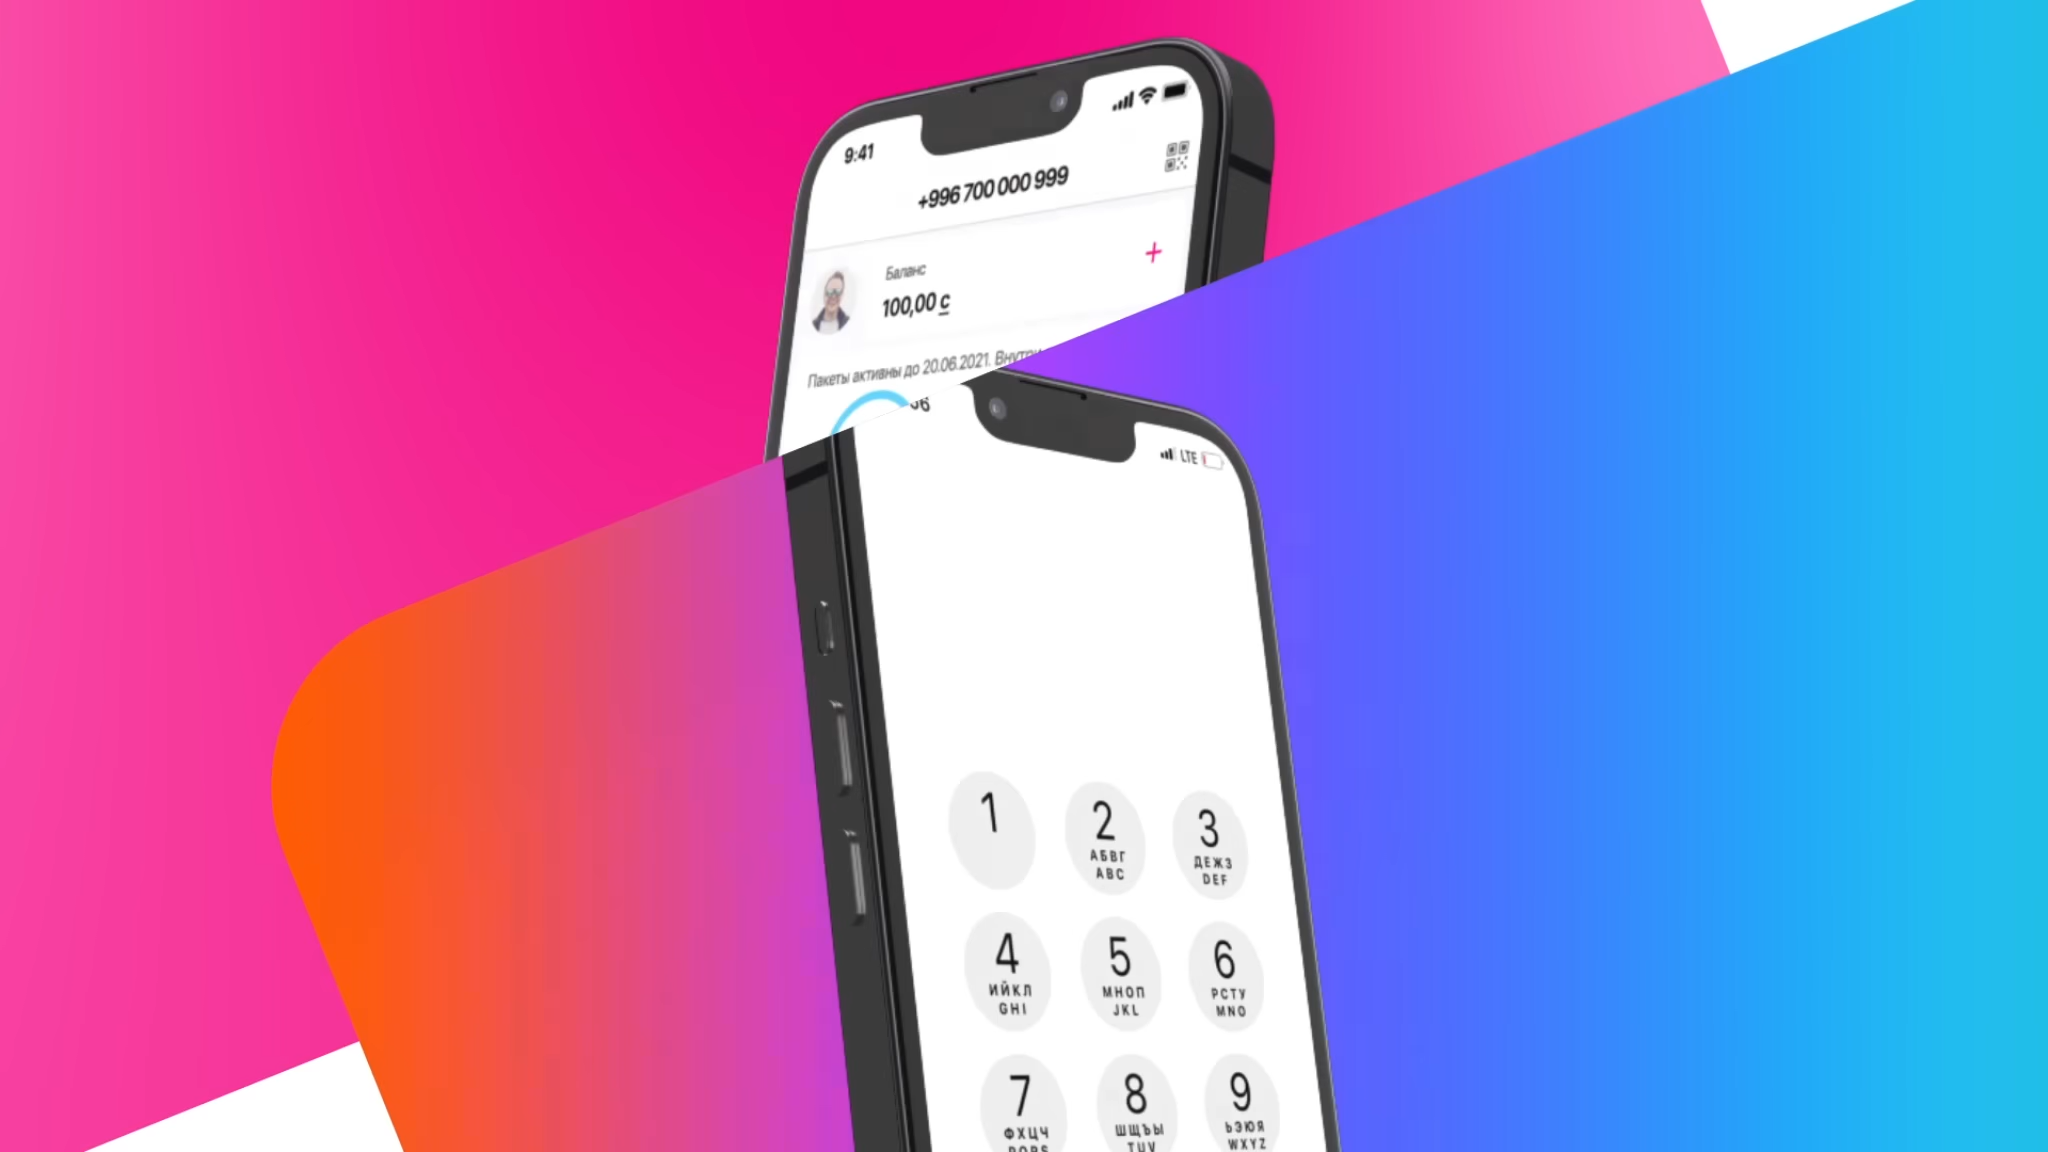 9:41
+996 700 000 999
Баланс
100,00 с
Пакеты активны до 20.06.2021.
LTE
1
2
АБВГ
ABC
3
ДЕЖЗ
DEF
4
ИЙКЛ
GHI
5
МНОП
JKL
6
РСТУ
MNO
7
ФХЦЧ
PQRS
8
ШЩЪЫ
TUV
9
ЬЭЮЯ
WXYZ